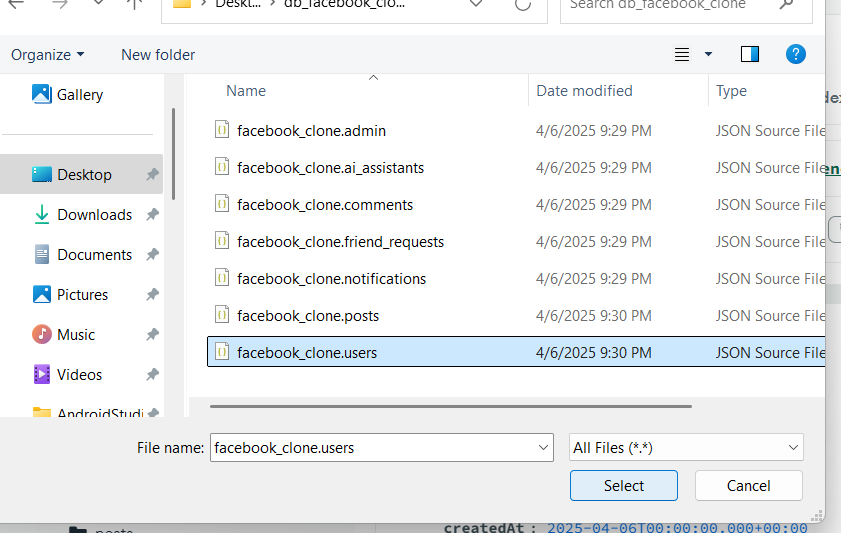 Deskt... > db_facebook_clo...
Search db_facebook_clone
Organize
New folder
Name
Date modified
Type
Gallery
Desktop
Downloads
Documents
Pictures
Music
Videos
AndroidStudi
facebook_clone.admin 4/6/2025 9:29 PM JSON Source File
facebook_clone.ai_assistants 4/6/2025 9:29 PM JSON Source File
facebook_clone.comments 4/6/2025 9:29 PM JSON Source File
facebook_clone.friend_requests 4/6/2025 9:29 PM JSON Source File
facebook_clone.notifications 4/6/2025 9:29 PM JSON Source File
facebook_clone.posts 4/6/2025 9:30 PM JSON Source File
facebook_clone.users 4/6/2025 9:30 PM JSON Source File
File name: facebook_clone.users
All Files (*.*)
Select
Cancel
posts
createdAt : 2025-04-06T00:00:00.000+00:00